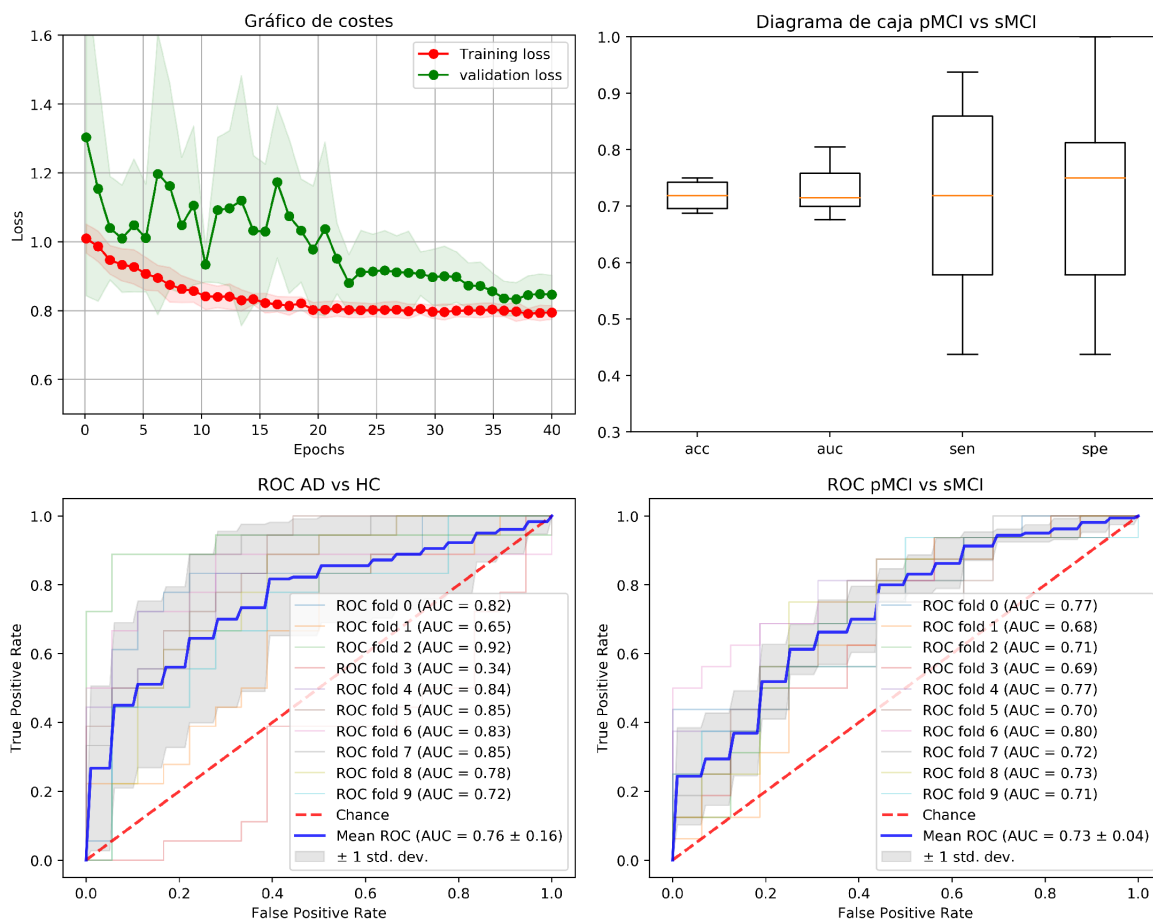 Gráfico de costes
1.6
1.4
1.2
1.0
0.8
0.6
Loss
Training loss
validation loss
0 5 10 15 20 25 30 35 40
Epochs
Diagrama de caja pMCI vs sMCI
1.0
0.9
0.8
0.7
0.6
0.5
0.4
0.3
acc auc sen spe
ROC AD vs HC
1.0
0.8
0.6
0.4
0.2
0.0
True Positive Rate
ROC fold 0 (AUC = 0.82)
ROC fold 1 (AUC = 0.65)
ROC fold 2 (AUC = 0.92)
ROC fold 3 (AUC = 0.34)
ROC fold 4 (AUC = 0.84)
ROC fold 5 (AUC = 0.85)
ROC fold 6 (AUC = 0.83)
ROC fold 7 (AUC = 0.85)
ROC fold 8 (AUC = 0.78)
ROC fold 9 (AUC = 0.72)
Chance
Mean ROC (AUC = 0.76 ± 0.16)
± 1 std. dev.
0.0 0.2 0.4 0.6 0.8 1.0
False Positive Rate
ROC pMCI vs sMCI
1.0
0.8
0.6
0.4
0.2
0.0
True Positive Rate
ROC fold 0 (AUC = 0.77)
ROC fold 1 (AUC = 0.68)
ROC fold 2 (AUC = 0.71)
ROC fold 3 (AUC = 0.69)
ROC fold 4 (AUC = 0.77)
ROC fold 5 (AUC = 0.70)
ROC fold 6 (AUC = 0.80)
ROC fold 7 (AUC = 0.72)
ROC fold 8 (AUC = 0.73)
ROC fold 9 (AUC = 0.71)
Chance
Mean ROC (AUC = 0.73 ± 0.04)
± 1 std. dev.
0.0 0.2 0.4 0.6 0.8 1.0
False Positive Rate